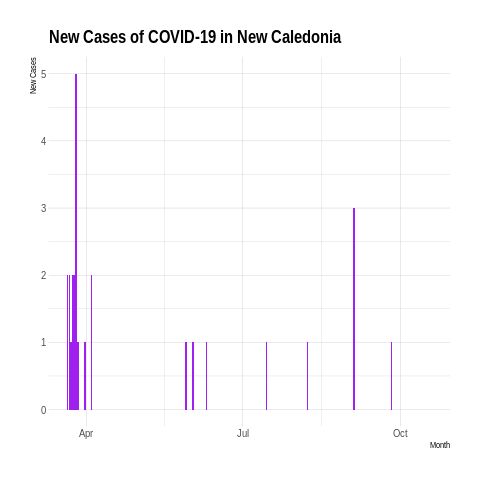 New Cases of COVID-19 in New Caledonia
New Cases
5
4
3
2
1
0
Apr
Jul
Oct
Month